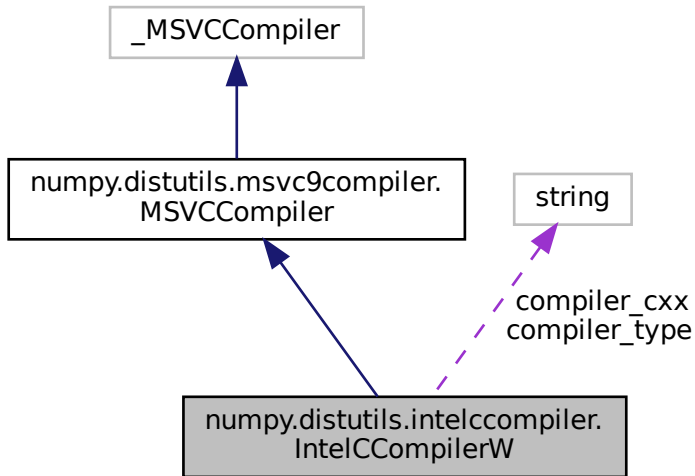 _MSVCCompiler
numpy.distutils.msvc9compiler.
MSVCCompiler
string
compiler_cxx
compiler_type
numpy.distutils.intelccompiler.
IntelCCompilerW